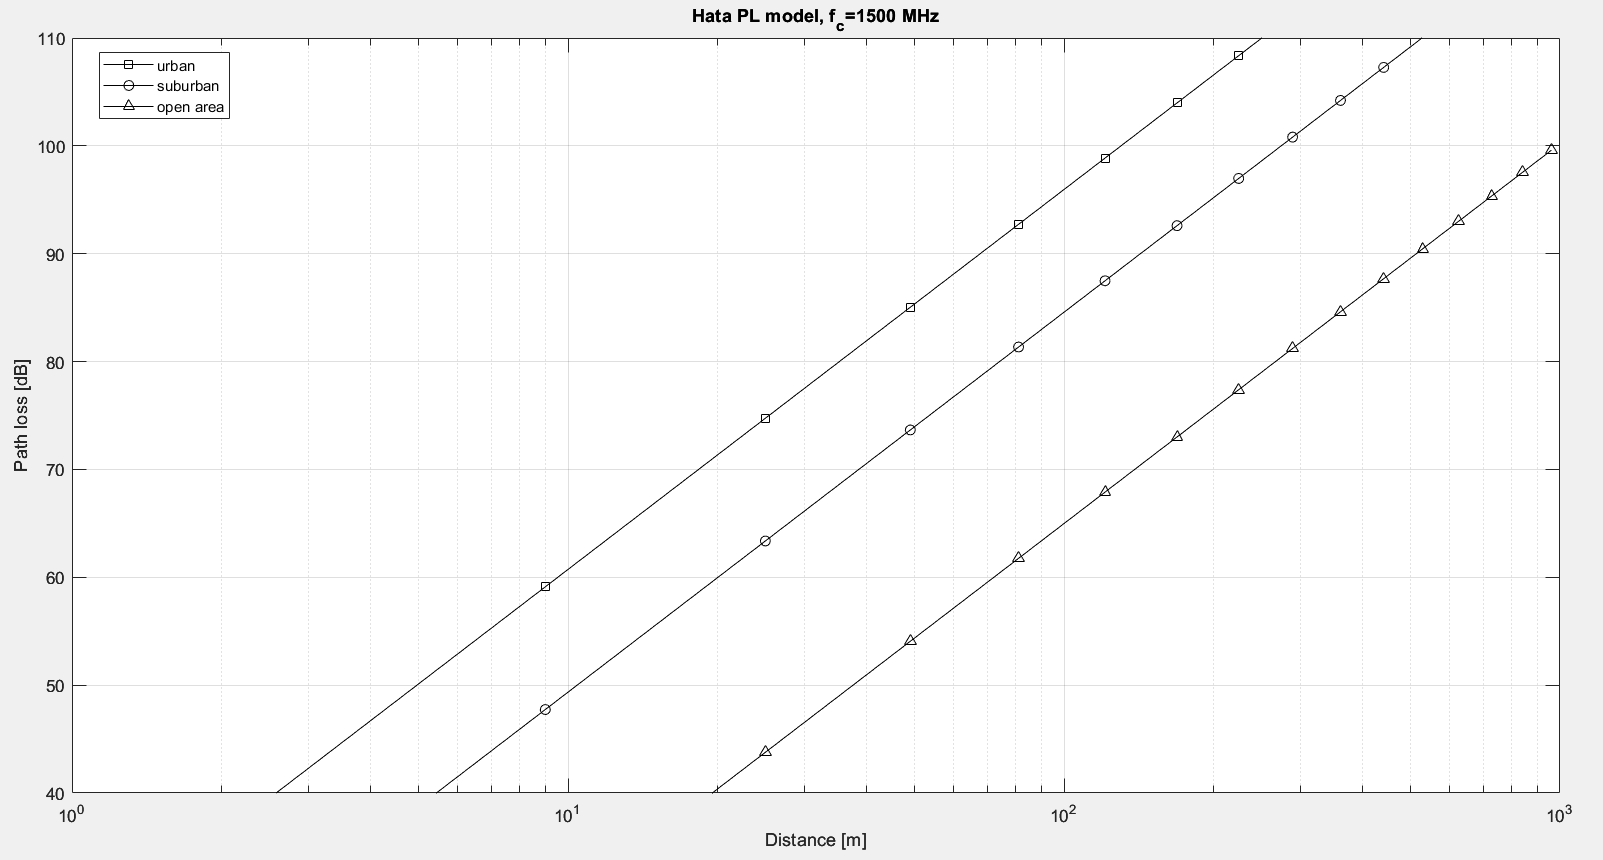 Hata PL model, f_c=1500 MHz
urban
suburban
open area
110
100
90
80
70
60
50
40
Path loss [dB]
10^0
10^1
10^2
10^3
Distance [m]